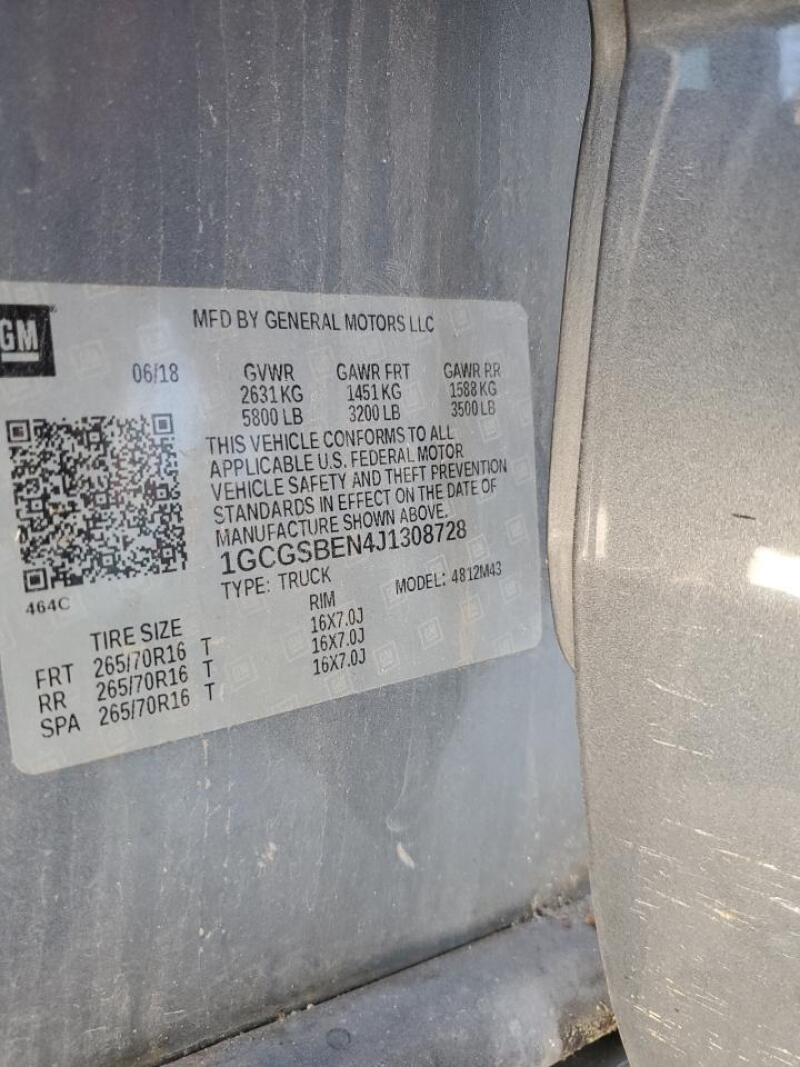 GM
MFD BY GENERAL MOTORS LLC
06/18 GVWR GAWR FRT GAWR RR
2631 KG 1451 KG 1588 KG
5800 LB 3200 LB 3500 LB
THIS VEHICLE CONFORMS TO ALL
APPLICABLE U.S. FEDERAL MOTOR
VEHICLE SAFETY AND THEFT PREVENTION
STANDARDS IN EFFECT ON THE DATE OF
MANUFACTURE SHOWN ABOVE.
1GCGSBEN4J1308728
464C TYPE: TRUCK MODEL: 4812M43
TIRE SIZE RIM
FRT 265/70R16 T 16X7.0J
RR 265/70R16 T 16X7.0J
SPA 265/70R16 T 16X7.0J